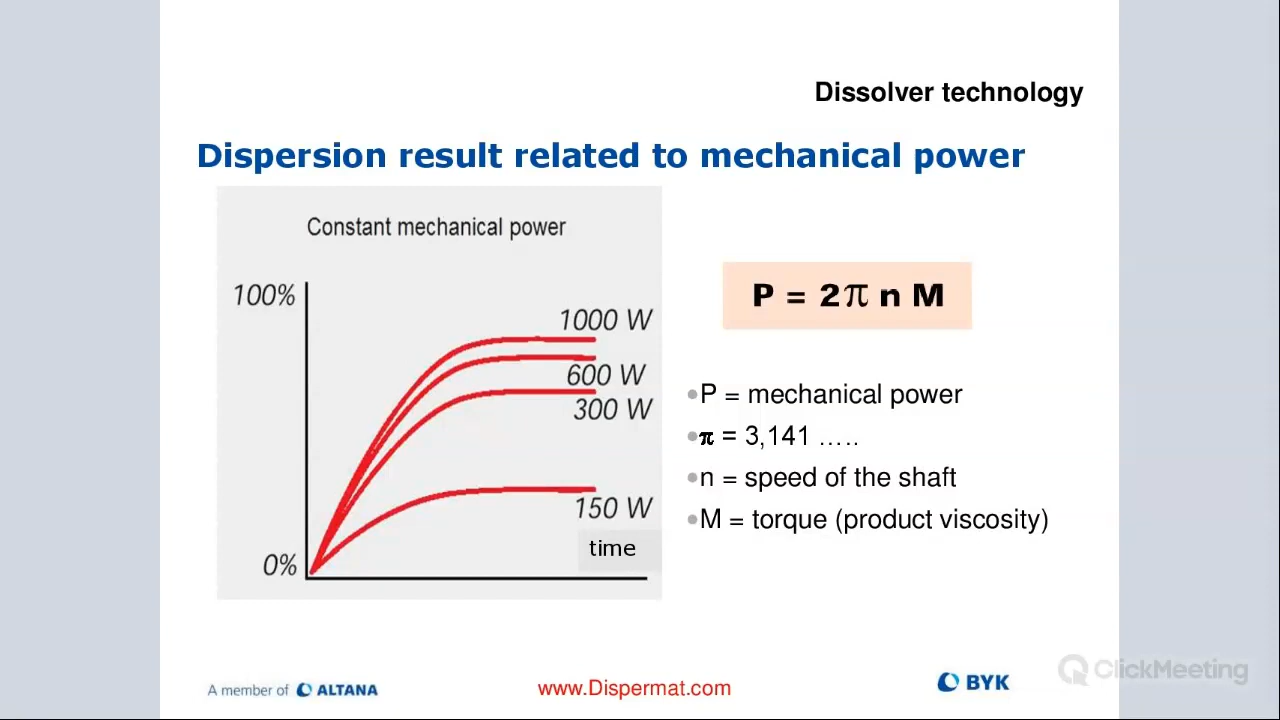 Dissolver technology
Dispersion result related to mechanical power
Constant mechanical power
100%
1000 W
600 W
300 W
150 W
time
0%
P = 2π n M
•P = mechanical power
•π = 3,141 …..
•n = speed of the shaft
•M = torque (product viscosity)
A member of ALTANA
www.Dispermat.com
BYK
ClickMeeting